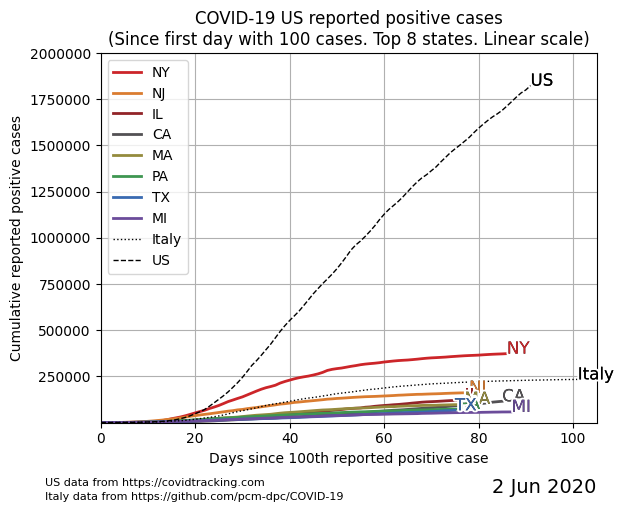 COVID-19 US reported positive cases
(Since first day with 100 cases. Top 8 states. Linear scale)
Cumulative reported positive cases
2000000
1750000
1500000
1250000
1000000
750000
500000
250000
NY
NJ
IL
CA
MA
PA
TX
MI
Italy
US
US
NY
Italy
NJ
CA
TX
MI
0
20
40
60
80
100
Days since 100th reported positive case
US data from https://covidtracking.com
Italy data from https://github.com/pcm-dpc/COVID-19
2 Jun 2020